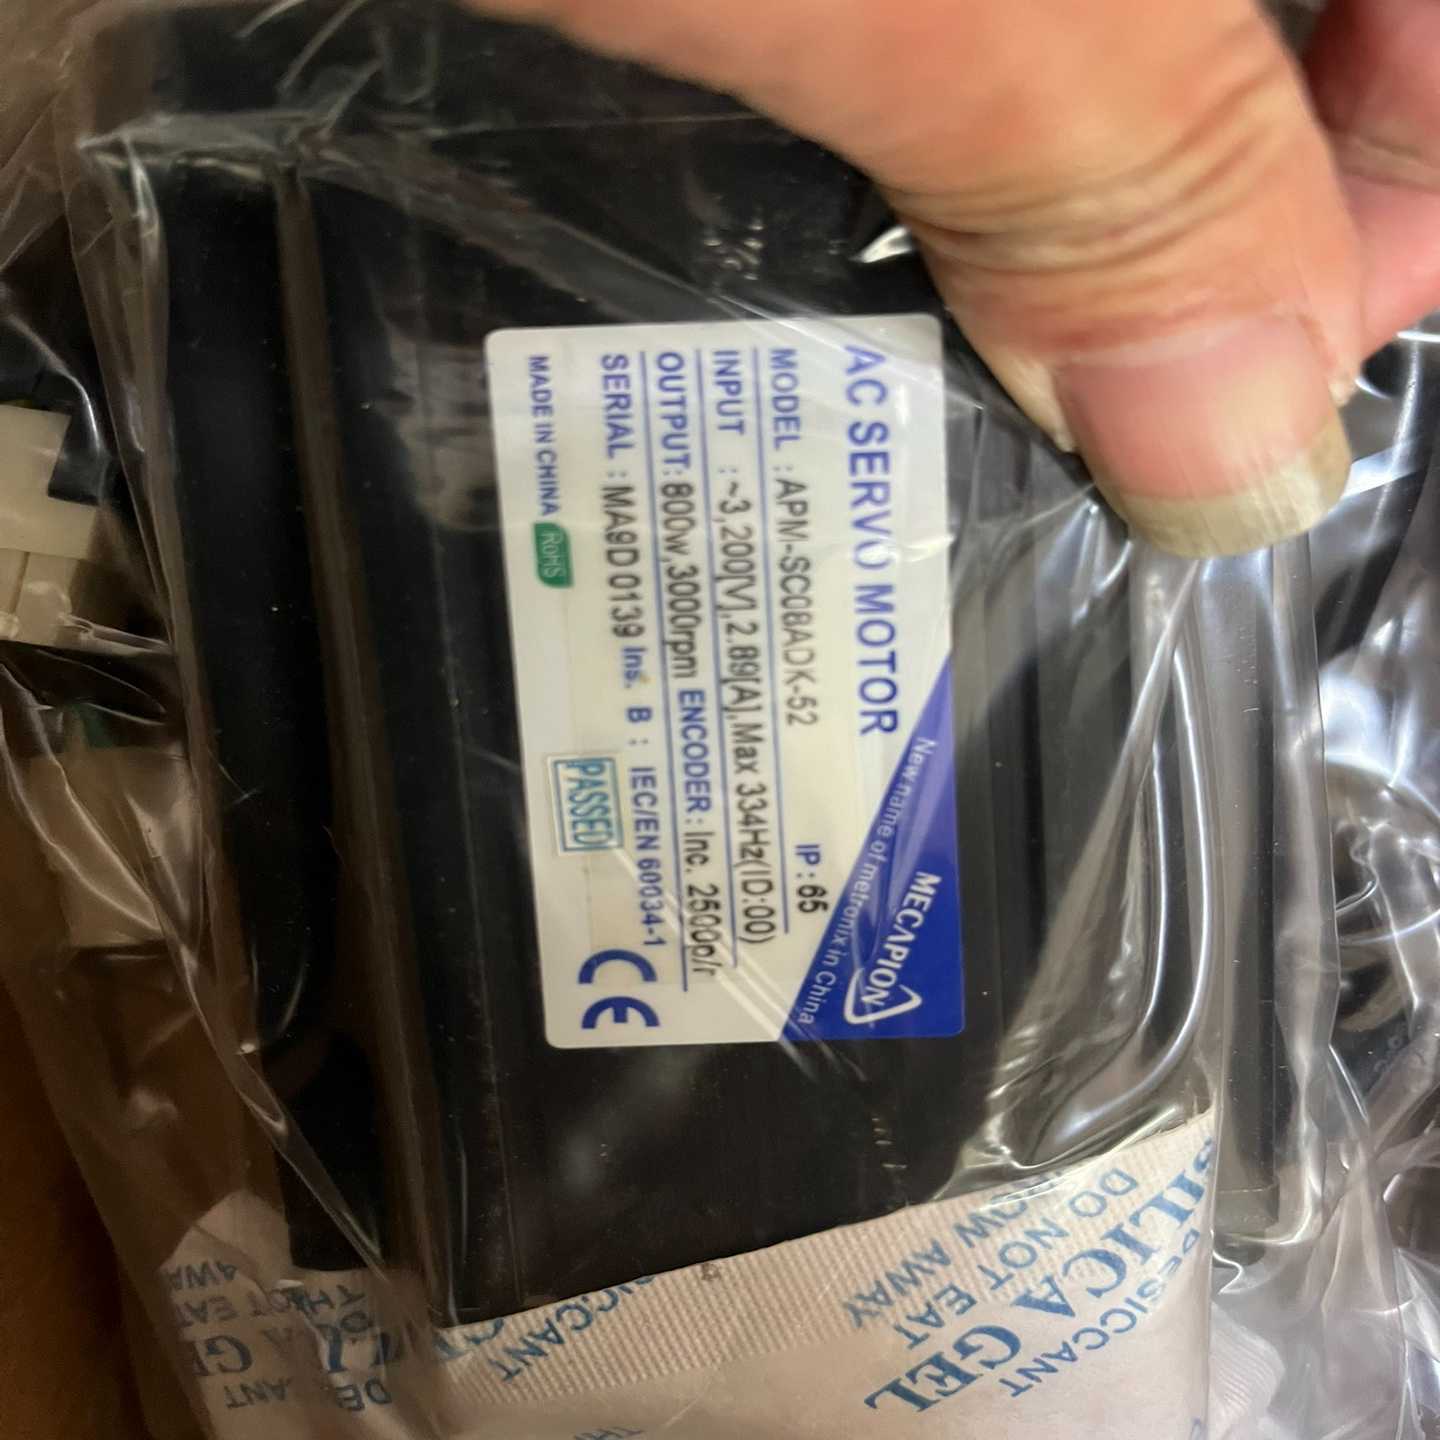 AC SERVO MOTOR
New name of metronix in China
MECAPION
MODEL : APM-SC08ADK-52 IP : 65
INPUT : ~3,200[V],2.89[A],Max 334Hz(ID:00)
OUTPUT: 800w,3000rpm ENCODER : Inc. 2500p/r
SERIAL : MA9D 0139 Ins. B : IEC/EN 60034-1
MADE IN CHINA RoHS PASSED CE
SILICA GEL
DO NOT EAT
AWAY
DESICCANT